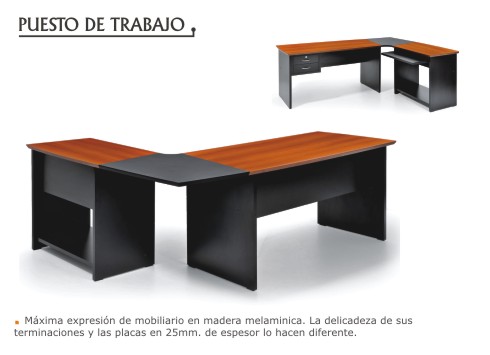 PUESTO DE TRABAJO,
. Máxima expresión de mobiliario en madera melaminica. La delicadeza de sus
terminaciones y las placas en 25mm. de espesor lo hacen diferente.